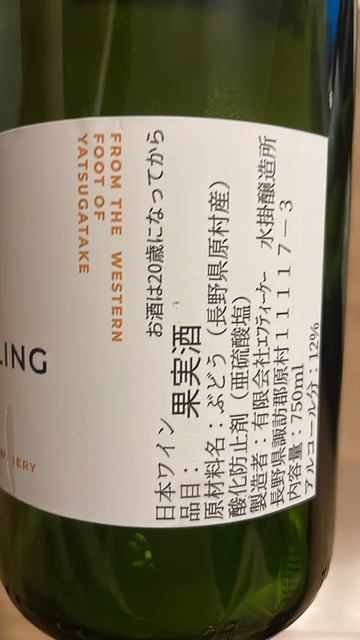 LING
FROM THE WESTERN
FOOT OF
YATSUGATAKE
お酒は20歳になってから
日本ワイン
品目：果実酒
原材料名：ぶどう（長野県原村産）
酸化防止剤（亜硫酸塩）
製造者：有限会社エフティーケー　水掛醸造所
長野県諏訪郡原村１１１１７－３
内容量：750ml
アルコール分：12%